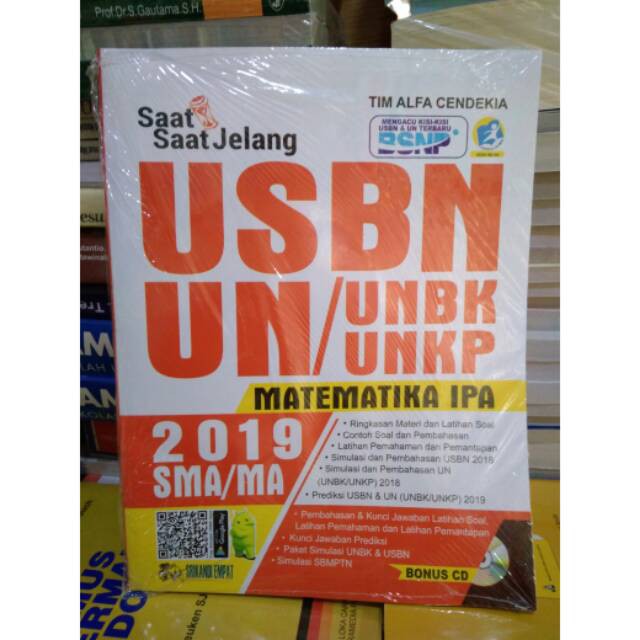 Prof.Dr.S.Gautama.S.H.
TIM ALFA CENDEKIA
Saat
Saat Jelang
MENGACU KISI-KISI
USBN & UN TERBARU
BSNP
USBN
UN/UNBK
UNKP
MATEMATIKA IPA
2019
SMA/MA
• Ringkasan Materi dan Latihan Soal
• Contoh Soal dan Pembahasan
• Latihan Pemahaman dan Pemantapan
• Simulasi dan Pembahasan USBN 2018
• Simulasi dan Pembahasan UN
(UNBK/UNKP) 2018
• Prediksi USBN & UN (UNBK/UNKP) 2019
• Pembahasan & Kunci Jawaban Latihan Soal,
Latihan Pemahaman dan Latihan Pemantapan
• Kunci Jawaban Prediksi
• Paket Simulasi UNBK & USBN
• Simulasi SBMPTN
SRIKANDI EMPAT
BONUS CD